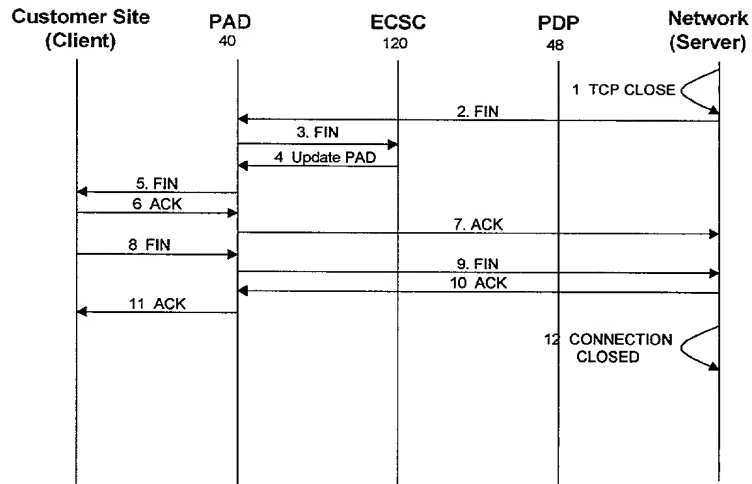 Customer Site
(Client)
PAD
40
ECSC
120
PDP
48
Network
(Server)
1 TCP CLOSE
2. FIN
3. FIN
4 Update PAD
5. FIN
6 ACK
7. ACK
8 FIN
9. FIN
10 ACK
11 ACK
12 CONNECTION
CLOSED